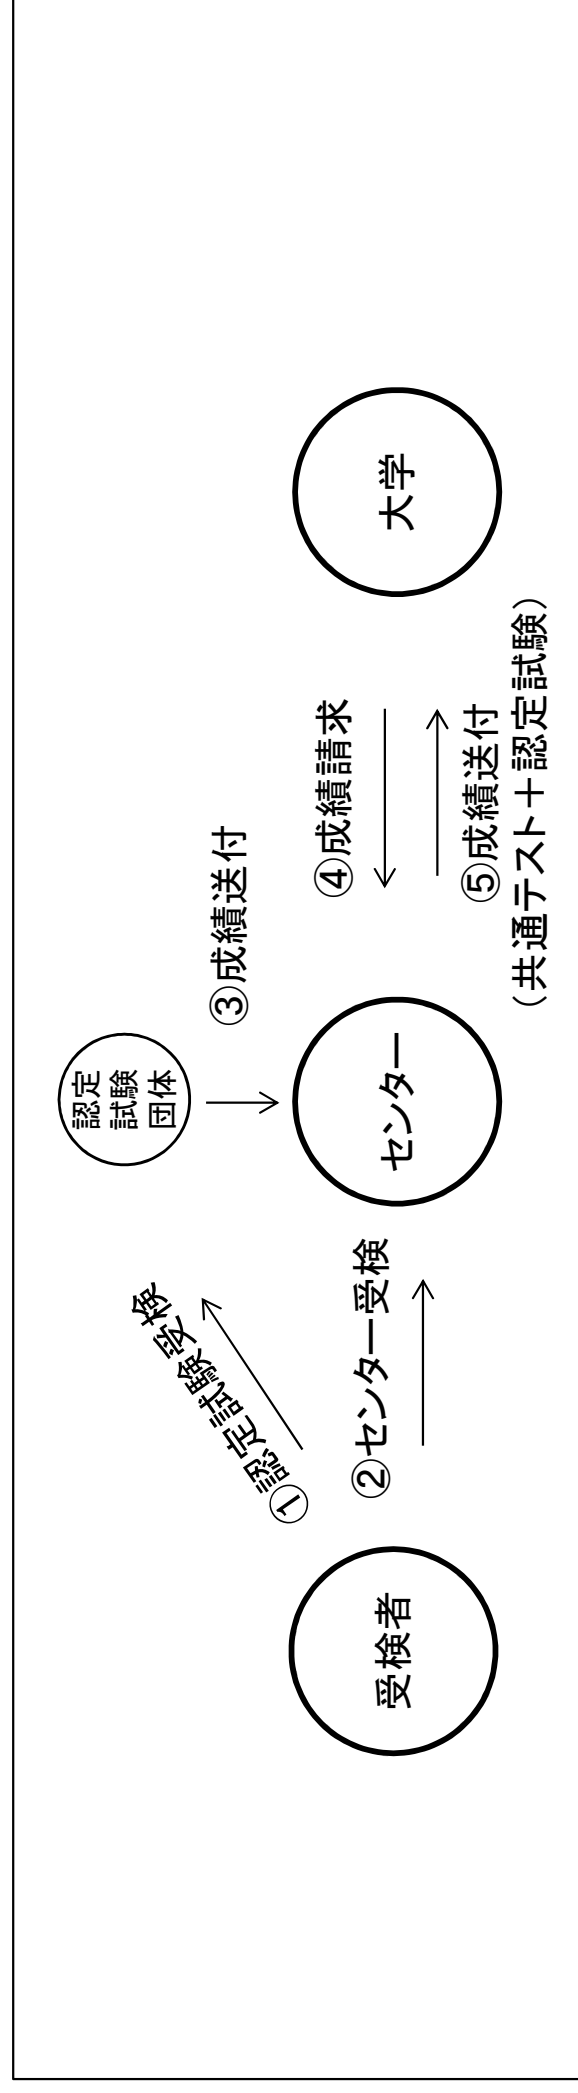 認定
試験
団体
①認定試験受検
③成績送付
受検者
②センター受検
センター
④成績請求
⑤成績送付
（共通テスト＋認定試験）
大学